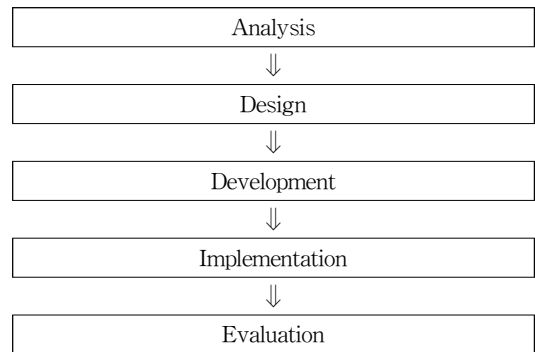 Analysis
⇓
Design
⇓
Development
⇓
Implementation
⇓
Evaluation